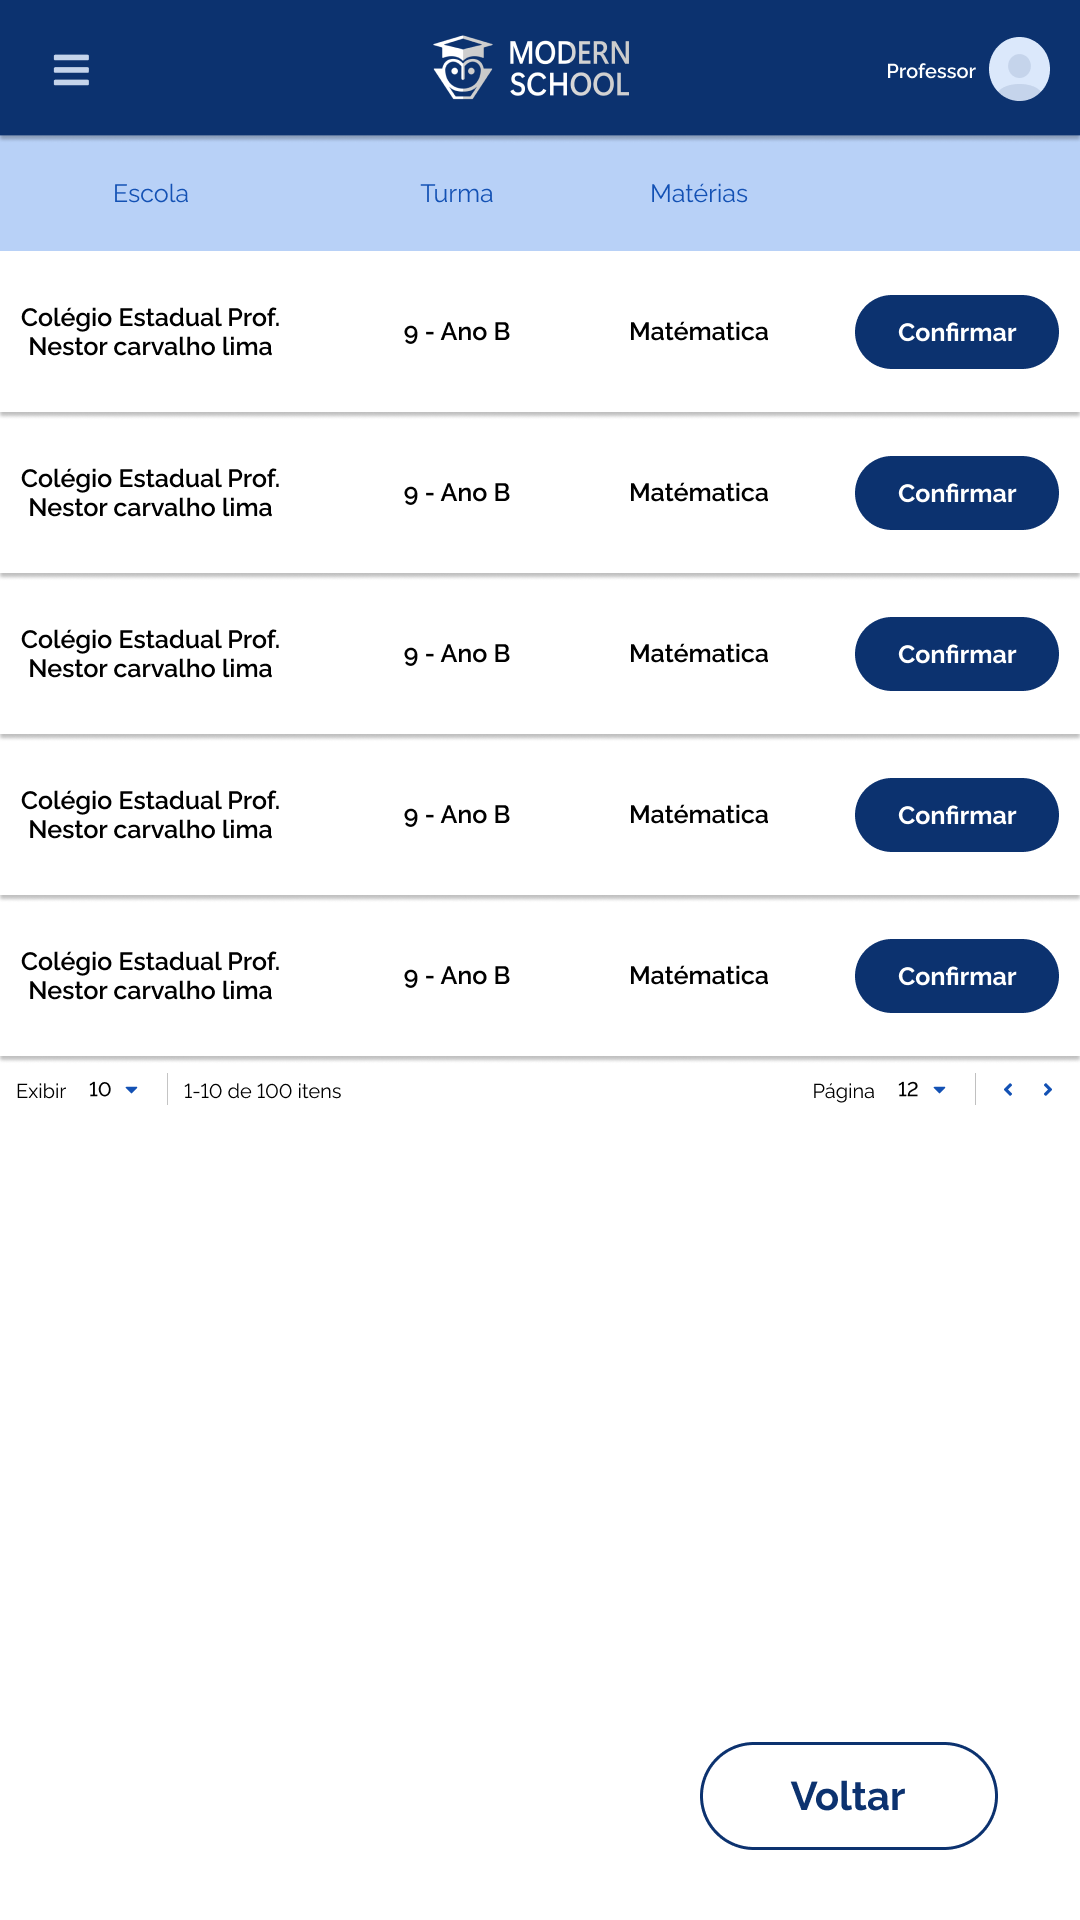 MODERN
SCHOOL
Professor
Escola Turma Matérias
Colégio Estadual Prof.
Nestor carvalho lima
9 - Ano B
Matématica
Confirmar
Colégio Estadual Prof.
Nestor carvalho lima
9 - Ano B
Matématica
Confirmar
Colégio Estadual Prof.
Nestor carvalho lima
9 - Ano B
Matématica
Confirmar
Colégio Estadual Prof.
Nestor carvalho lima
9 - Ano B
Matématica
Confirmar
Colégio Estadual Prof.
Nestor carvalho lima
9 - Ano B
Matématica
Confirmar
Exibir 10 1-10 de 100 itens Página 12
Voltar